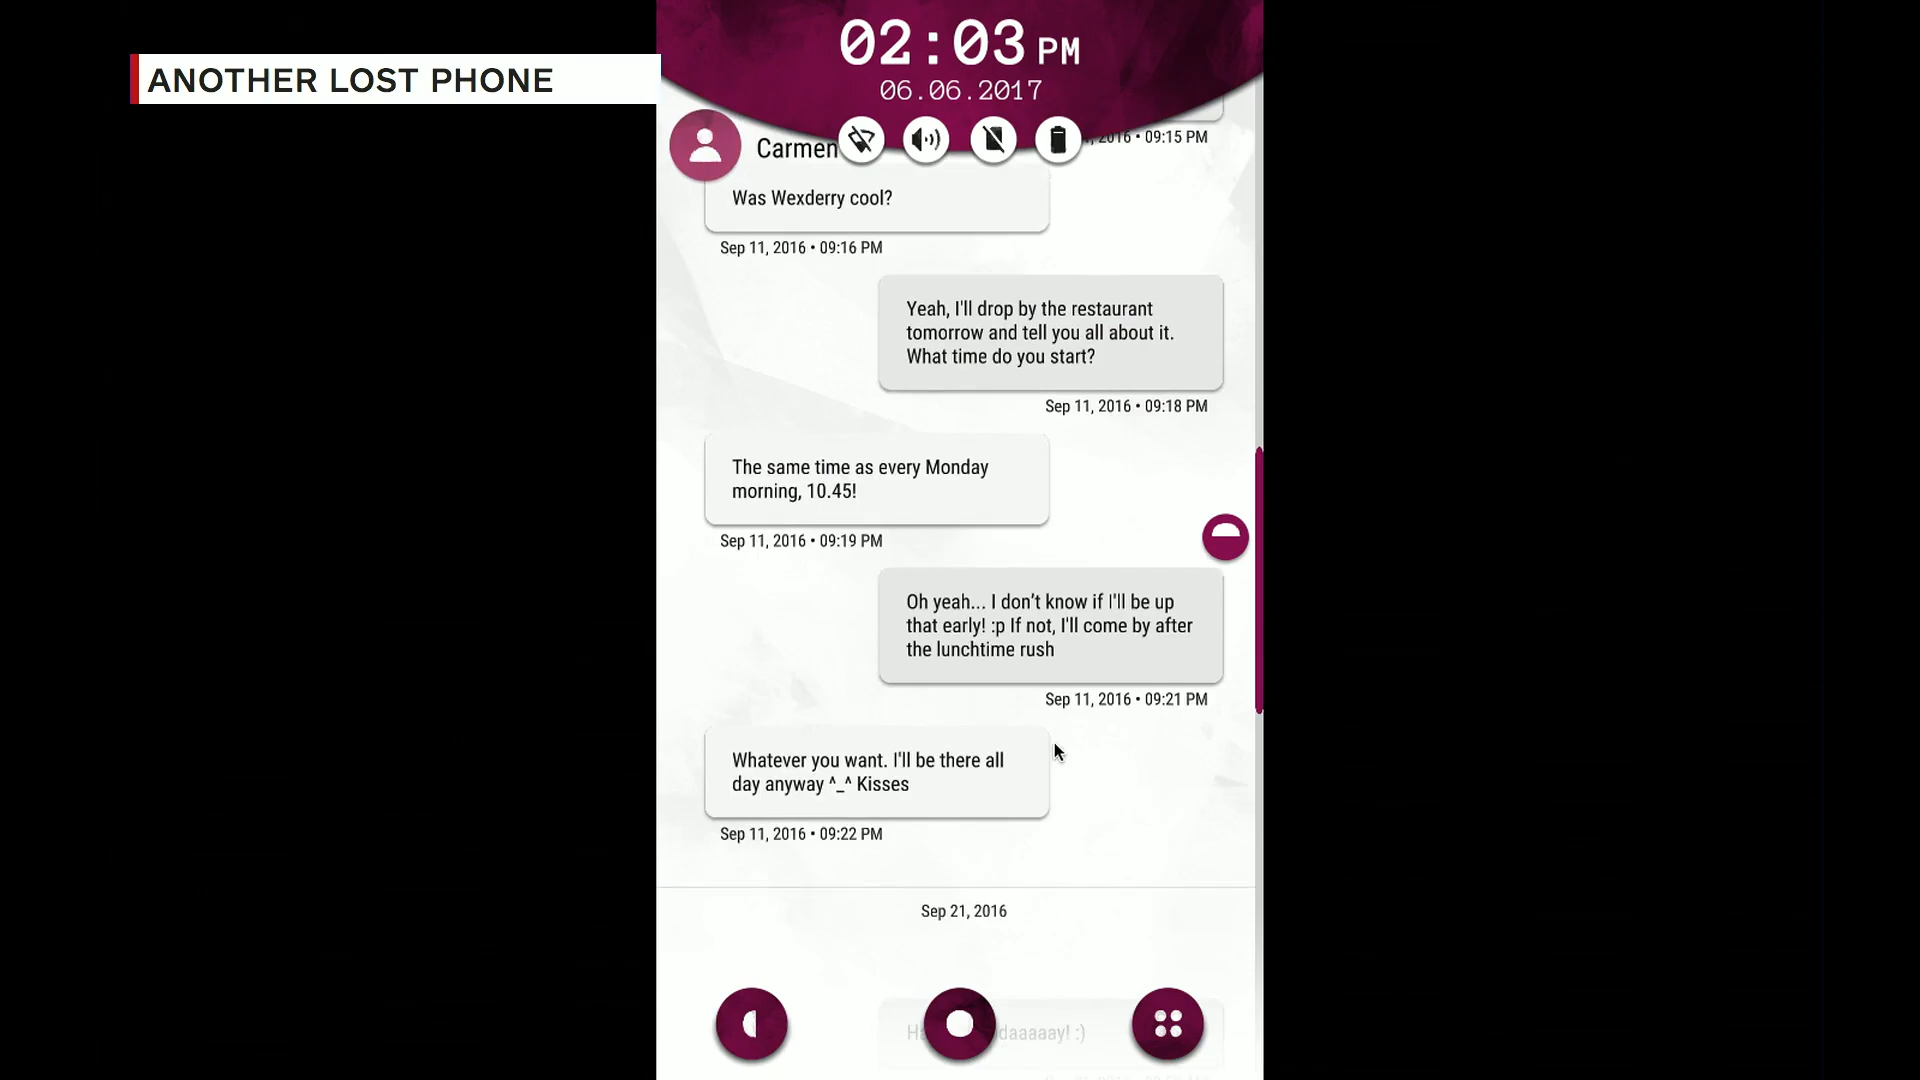 ANOTHER LOST PHONE
02:03 PM
06.06.2017
Carmen
2016 • 09:15 PM
Was Wexderry cool?
Sep 11, 2016 • 09:16 PM
Yeah, I'll drop by the restaurant
tomorrow and tell you all about it.
What time do you start?
Sep 11, 2016 • 09:18 PM
The same time as every Monday
morning, 10.45!
Sep 11, 2016 • 09:19 PM
Oh yeah... I don't know if I'll be up
that early! :p If not, I'll come by after
the lunchtime rush
Sep 11, 2016 • 09:21 PM
Whatever you want. I'll be there all
day anyway ^_^ Kisses
Sep 11, 2016 • 09:22 PM
Sep 21, 2016
daaaaay! :)